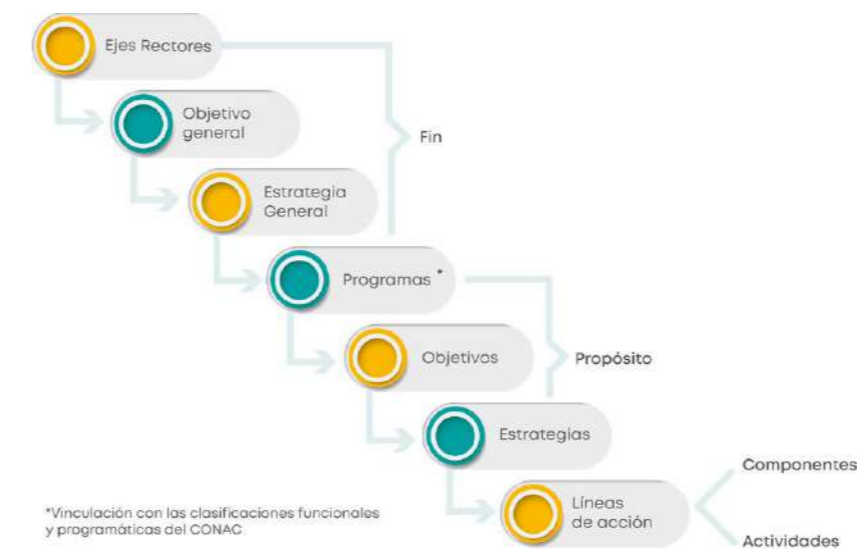 Ejes Rectores
Objetivo
general
Fin
Estrategia
General
Programas *
Objetivos
Propósito
Estrategias
Componentes
Líneas
de acción
*Vinculación con las clasificaciones funcionales
y programáticas del CONAC
Actividades